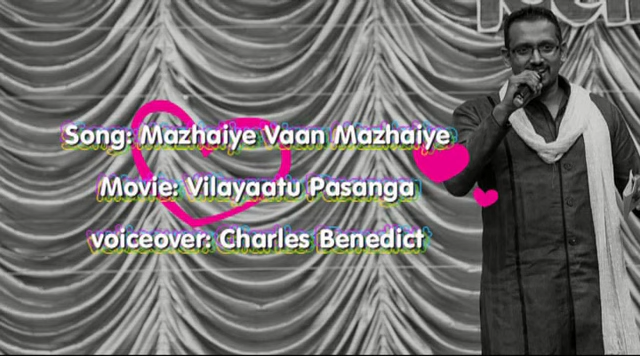 Song: Mazhaiye Vaan Mazhaiye
Movie: Vilayaatu Pasanga
voiceover: Charles Benedict